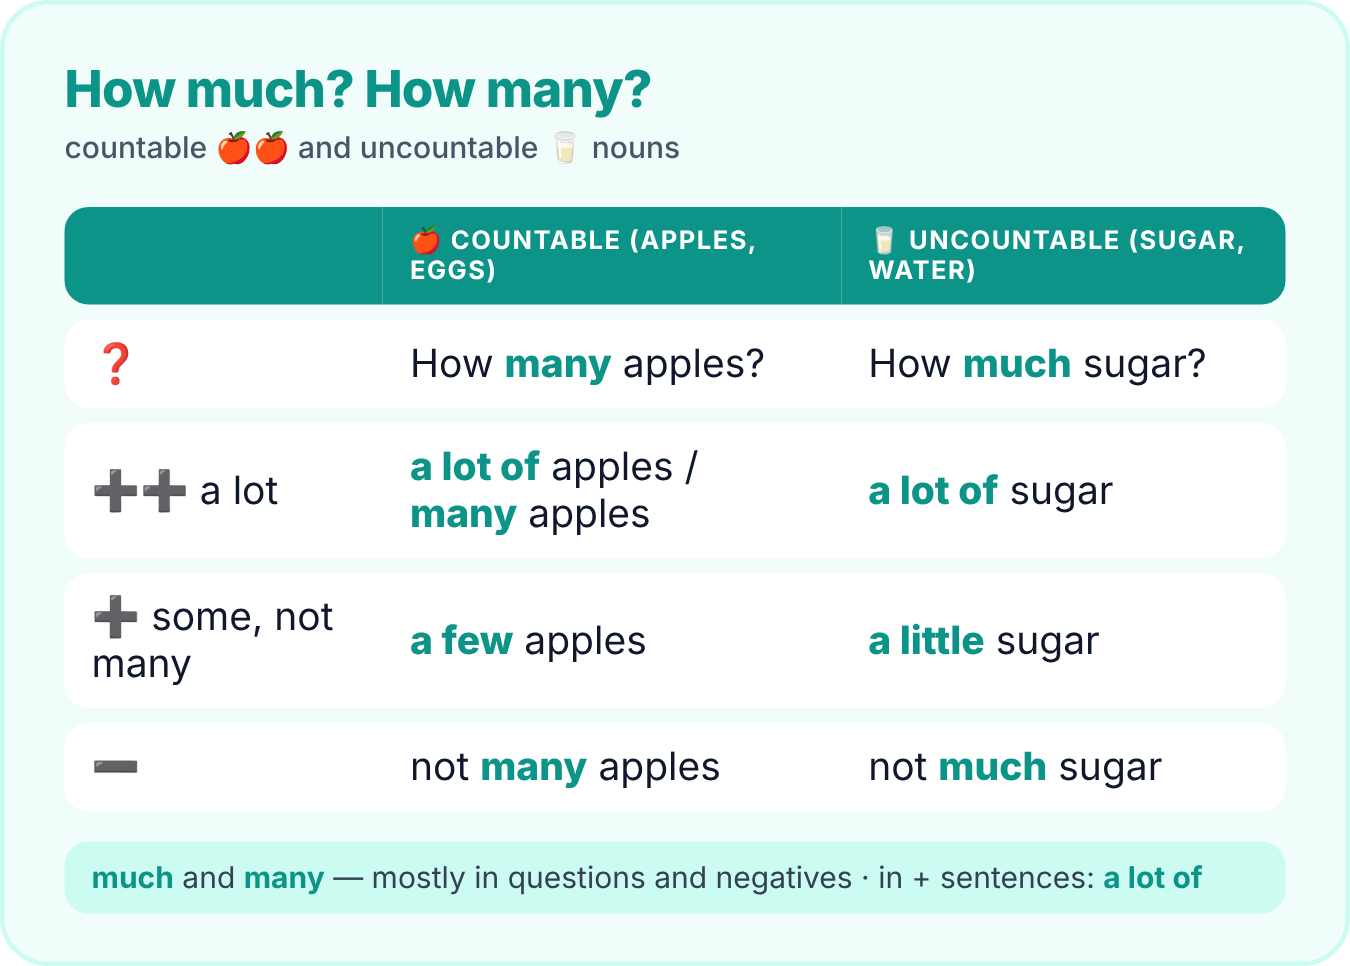 How much? How many?
countable 🍎🍎 and uncountable 🥛 nouns
🍎 COUNTABLE (APPLES,
EGGS)
🥛 UNCOUNTABLE (SUGAR,
WATER)
❓
How many apples?
How much sugar?
➕➕ a lot
a lot of apples /
many apples
a lot of sugar
➕ some, not
many
a few apples
a little sugar
➖
not many apples
not much sugar
much and many — mostly in questions and negatives · in + sentences: a lot of